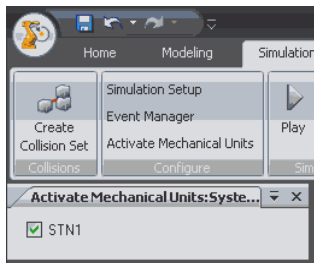 Home Modeling Simulation
Simulation Setup
Event Manager
Activate Mechanical Units
Create
Collision Set
Play
Collisions Configure Sim
Activate Mechanical Units:Syste...
STN1